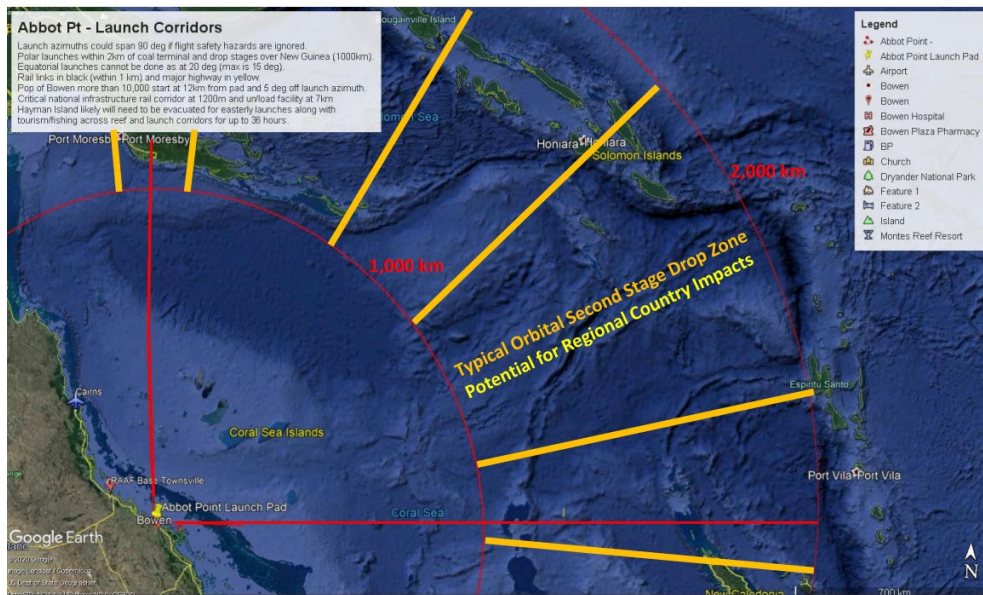 Abbot Pt - Launch Corridors
Launch azimuths could span 90 deg if flight safety hazards are ignored.
Polar launches within 2km of coal terminal and drop stages over New Guinea (1000km).
Equatorial launches cannot be done as at 20 deg (max is 15 deg).
Rail links in black (within 1 km) and major highway in yellow.
Pop of Bowen more than 10,000 start at 12km from pad and 5 deg off launch azimuth.
Critical national infrastructure rail corridor at 1200m and un/load facility at 7km
Hayman Island likely will need to be evacuated for easterly launches along with
tourism/fishing across reef and launch corridors for up to 36 hours.
Bougainville Island
Legend
Abbot Point -
Abbot Point Launch Pad
Airport
Bowen
Bowen
Bowen Hospital
Bowen Plaza Pharmacy
BP
Church
Dryander National Park
Feature 1
Feature 2
Island
Montes Reef Resort
Solomon Sea
Port Moresby Port Moresby
Honiara Honiara
Solomon Islands
2,000 km
1,000 km
Typical Orbital Second Stage Drop Zone
Potential for Regional Country Impacts
Espiritu Santo
Cairns
Coral Sea Islands
Port Vila Port Vila
RAAF Base Townsville
Abbot Point Launch Pad
Bowen
Coral Sea
Google Earth
New Caledonia
700 km
N